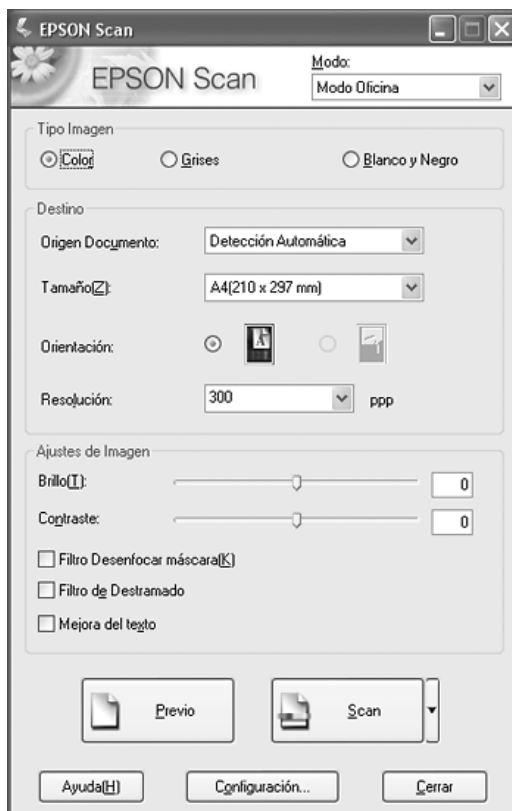 EPSON Scan
EPSON Scan
Modo:
Modo Oficina
Tipo Imagen
Color Grises Blanco y Negro
Destino
Origen Documento: Detección Automática
Tamaño(Z): A4(210 x 297 mm)
Orientación:
Resolución: 300 ppp
Ajustes de Imagen
Brillo(T): 0
Contraste: 0
Filtro Desenfocar máscara(K)
Filtro de Destramado
Mejora del texto
Previo Scan
Ayuda(H) Configuración... Cerrar